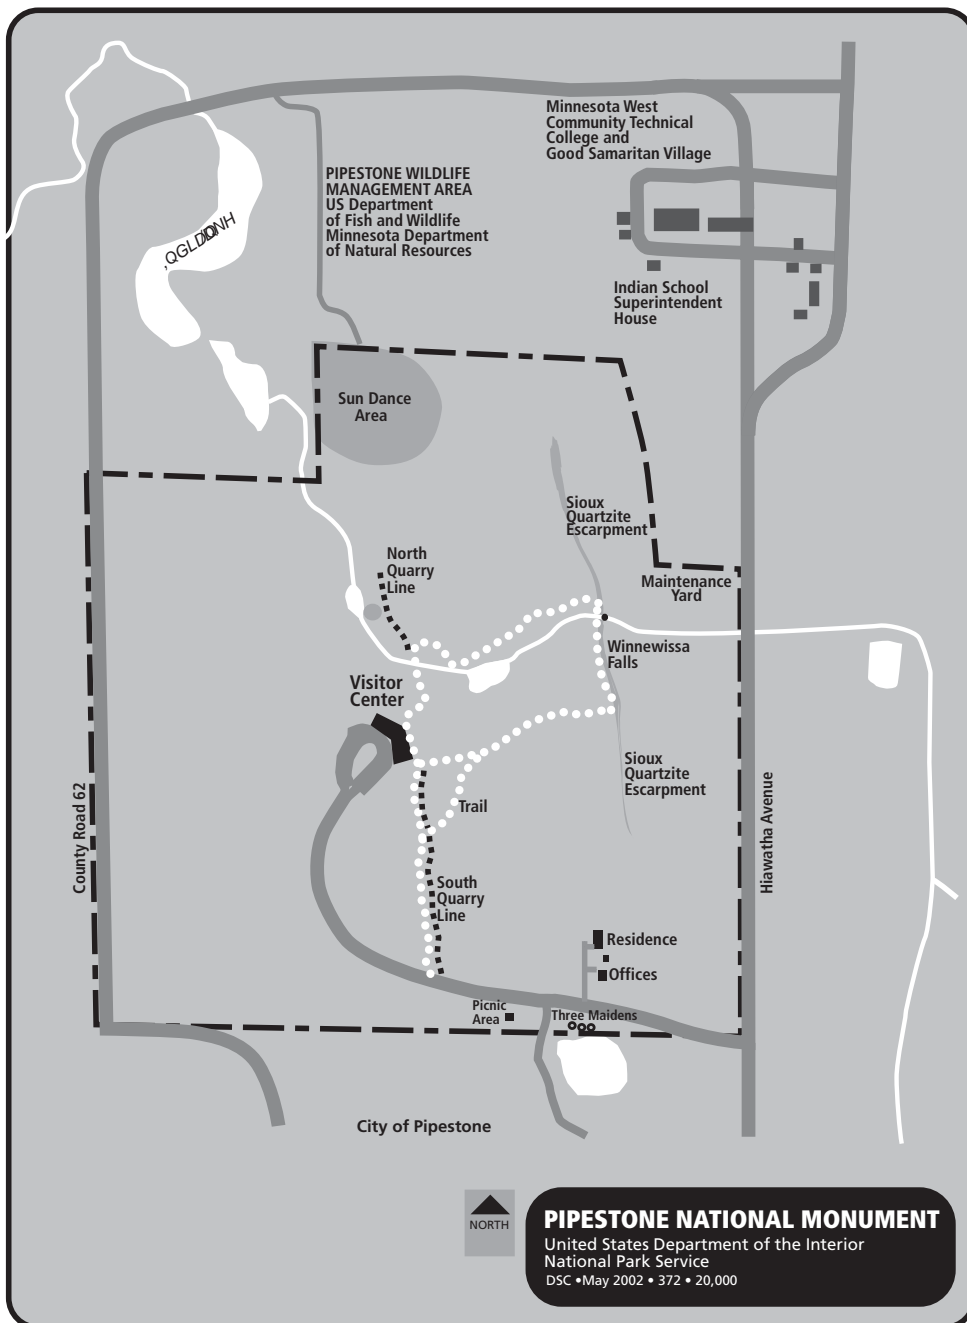 Minnesota West
Community Technical
College and
Good Samaritan Village
PIPESTONE WILDLIFE
MANAGEMENT AREA
US Department
of Fish and Wildlife
Minnesota Department
of Natural Resources
Indian School
Superintendent
House
Sun Dance
Area
Sioux
Quartzite
Escarpment
North
Quarry
Line
Maintenance
Yard
Winnewissa
Falls
Visitor
Center
Sioux
Quartzite
Escarpment
Trail
County Road 62
Hiawatha Avenue
South
Quarry
Line
Residence
Offices
Picnic
Area
Three Maidens
City of Pipestone
NORTH
PIPESTONE NATIONAL MONUMENT
United States Department of the Interior
National Park Service
DSC •May 2002 • 372 • 20,000